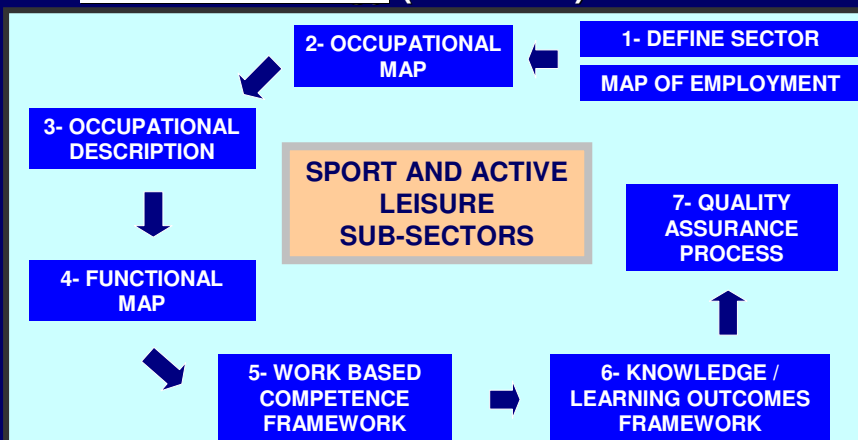 1- DEFINE SECTOR
MAP OF EMPLOYMENT
2- OCCUPATIONAL
MAP
3- OCCUPATIONAL
DESCRIPTION
4- FUNCTIONAL
MAP
5- WORK BASED
COMPETENCE
FRAMEWORK
6- KNOWLEDGE /
LEARNING OUTCOMES
FRAMEWORK
7- QUALITY
ASSURANCE
PROCESS
SPORT AND ACTIVE
LEISURE
SUB-SECTORS